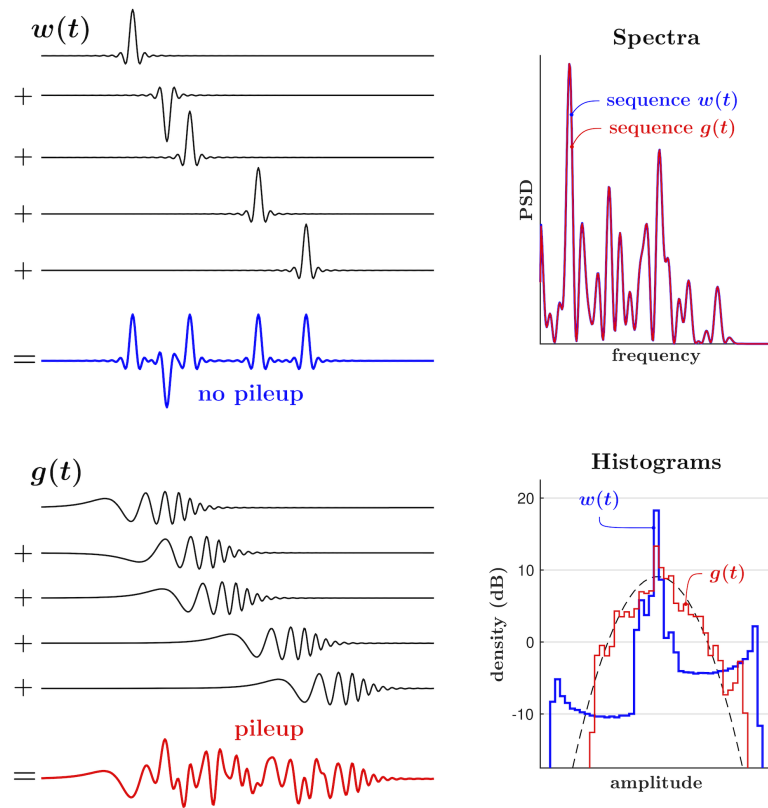 w(t)
+
+
+
+
=
no pileup
Spectra
sequence w(t)
sequence g(t)
PSD
frequency
g(t)
+
+
+
+
pileup
=
Histograms
w(t)
g(t)
20
10
0
-10
density (dB)
amplitude